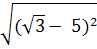 √((√3 − 5)²)